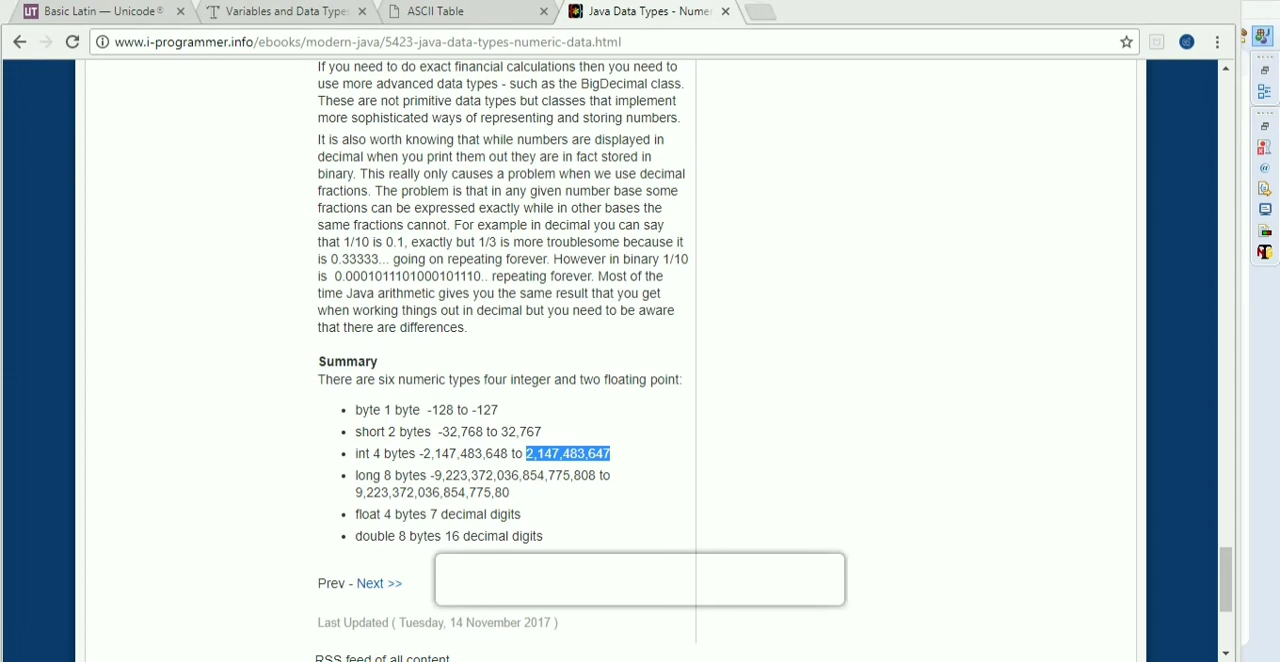 Basic Latin — Unicode®
Variables and Data Type
ASCII Table
Java Data Types - Numer
www.i-programmer.info/ebooks/modern-java/5423-java-data-types-numeric-data.html
If you need to do exact financial calculations then you need to
use more advanced data types - such as the BigDecimal class.
These are not primitive data types but classes that implement
more sophisticated ways of representing and storing numbers.
It is also worth knowing that while numbers are displayed in
decimal when you print them out they are in fact stored in
binary. This really only causes a problem when we use decimal
fractions. The problem is that in any given number base some
fractions can be expressed exactly while in other bases the
same fractions cannot. For example in decimal you can say
that 1/10 is 0.1, exactly but 1/3 is more troublesome because it
is 0.33333... going on repeating forever. However in binary 1/10
is 0.0001011101000101110.. repeating forever. Most of the
time Java arithmetic gives you the same result that you get
when working things out in decimal but you need to be aware
that there are differences.
Summary
There are six numeric types four integer and two floating point:
• byte 1 byte -128 to -127
• short 2 bytes -32,768 to 32,767
• int 4 bytes -2,147,483,648 to 2,147,483,647
• long 8 bytes -9,223,372,036,854,775,808 to
9,223,372,036,854,775,80
• float 4 bytes 7 decimal digits
• double 8 bytes 16 decimal digits
Prev - Next >>
Last Updated ( Tuesday, 14 November 2017 )
RSS feed of all content